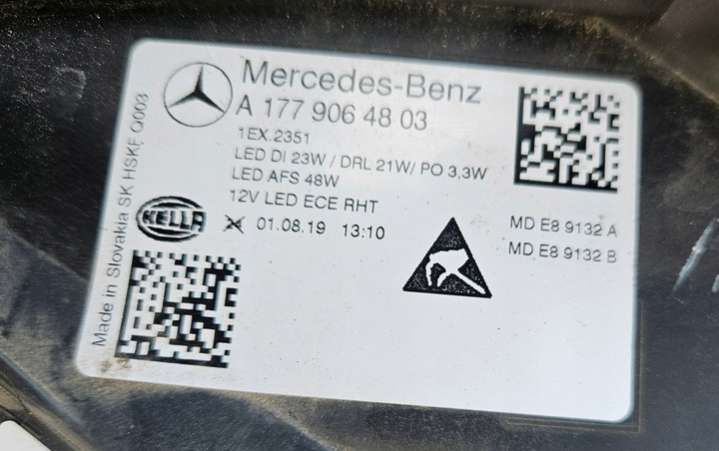 Mercedes-Benz
A 177 906 48 03
1EX.2351
LED DI 23W / DRL 21W/ PO 3,3W
LED AFS 48W
12V LED ECE RHT
HELLA
01.08.19 13:10
MD E8 9132 A
MD E8 9132 B
Made in Slovakia SK HSKF Q003